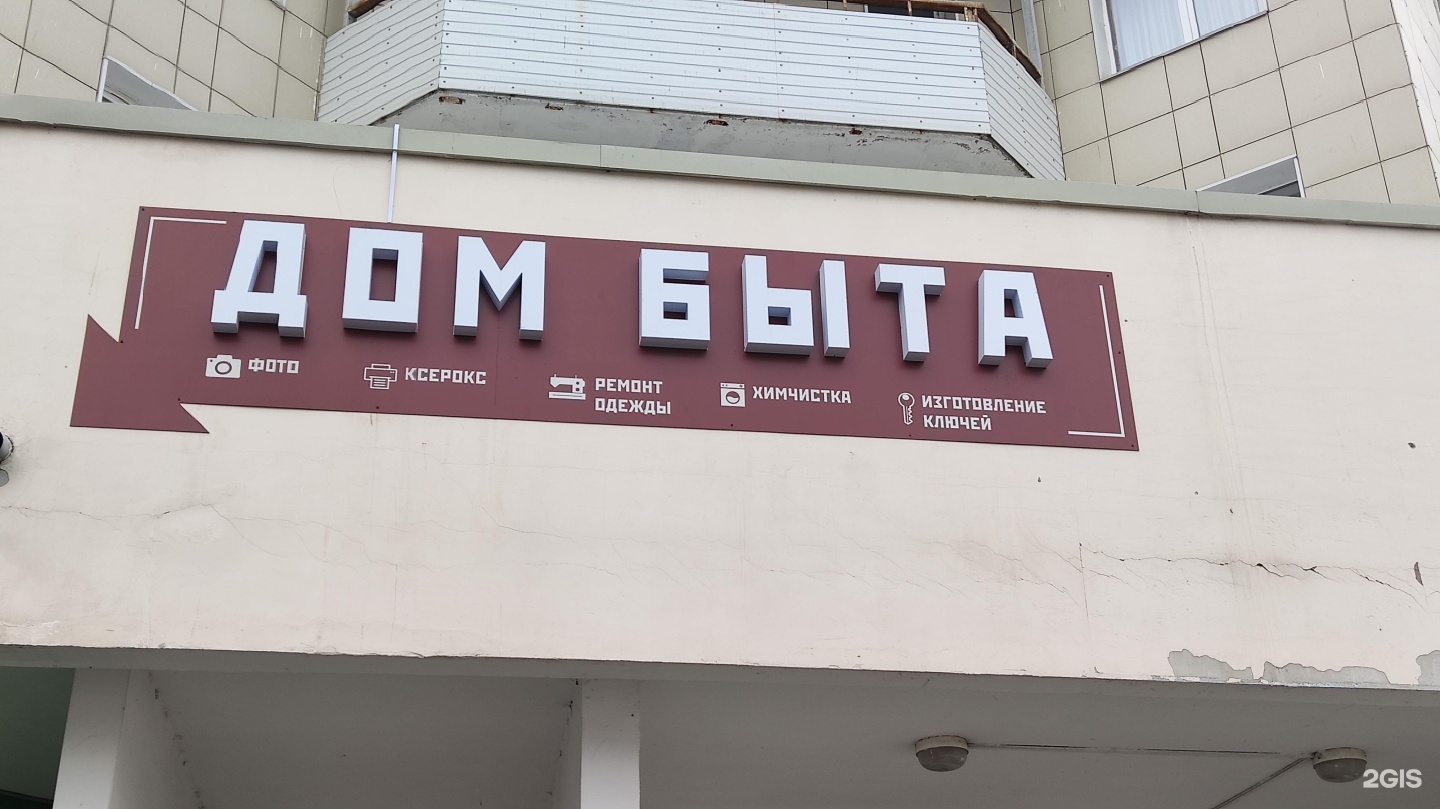 ДОМ БЫТА
ФОТО
КСЕРОКС
РЕМОНТ
ОДЕЖДЫ
ХИМЧИСТКА
ИЗГОТОВЛЕНИЕ
КЛЮЧЕЙ
2GIS